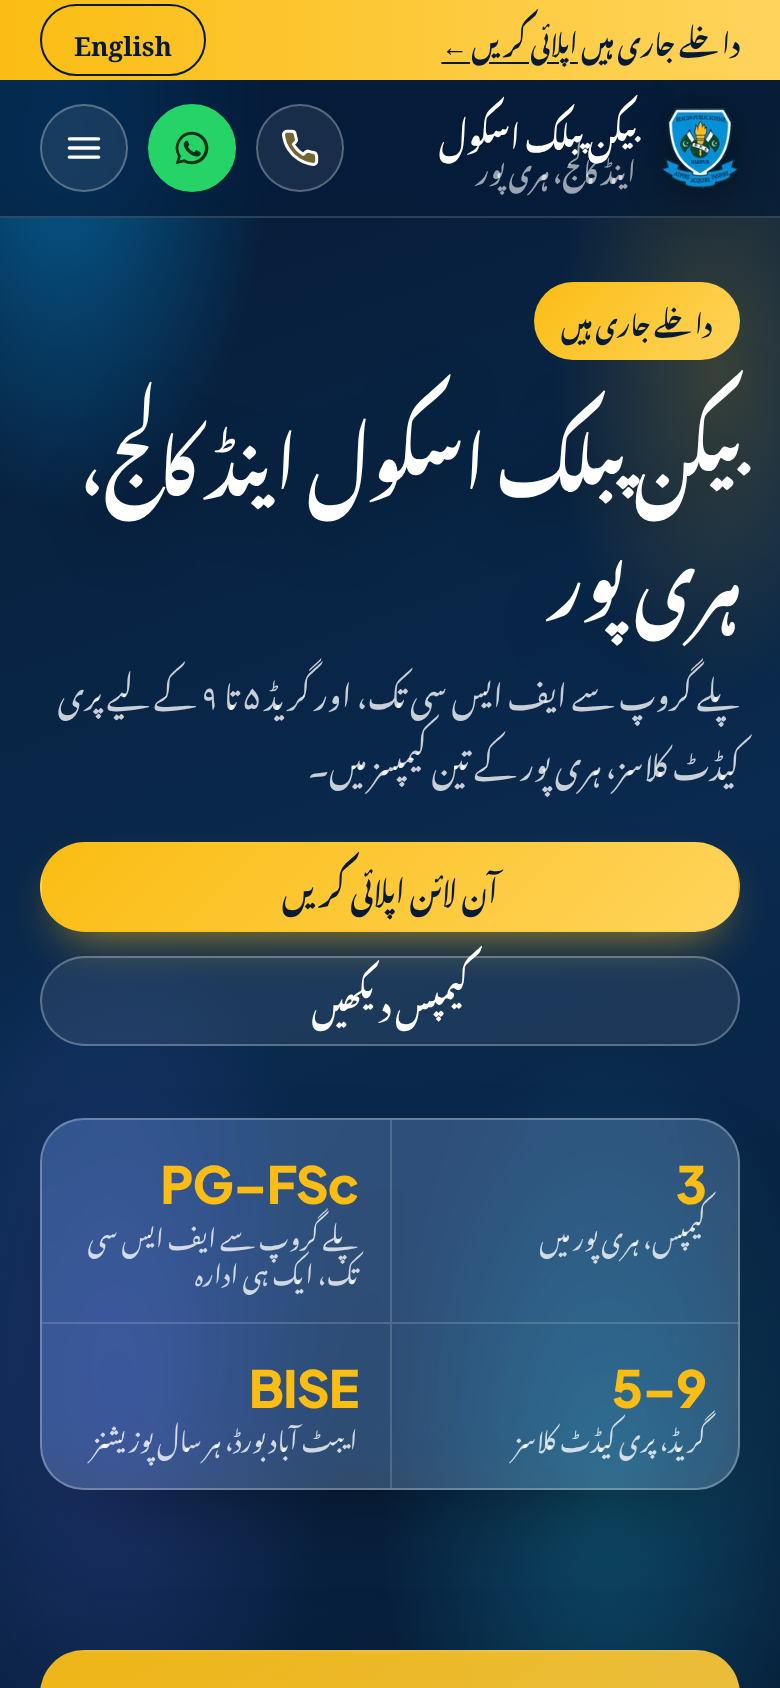 داخلے جاری ہیں اپلائی کریں ←
English
بیکن پبلک اسکول
اینڈ کالج، ہری پور
داخلے جاری ہیں
بیکن پبلک اسکول اینڈ کالج،
ہری پور
پلے گروپ سے ایف ایس سی تک، اور گریڈ ۵ تا ۹ کے لیے پری
کیڈٹ کلاسز، ہری پور کے تین کیمپسز میں۔
آن لائن اپلائی کریں
کیمپس دیکھیں
3
کیمپس، ہری پور میں
PG–FSc
پلے گروپ سے ایف ایس سی
تک، ایک ہی ادارہ
5–9
گریڈ، پری کیڈٹ کلاسز
BISE
ایبٹ آباد بورڈ، ہر سال پوزیشنز